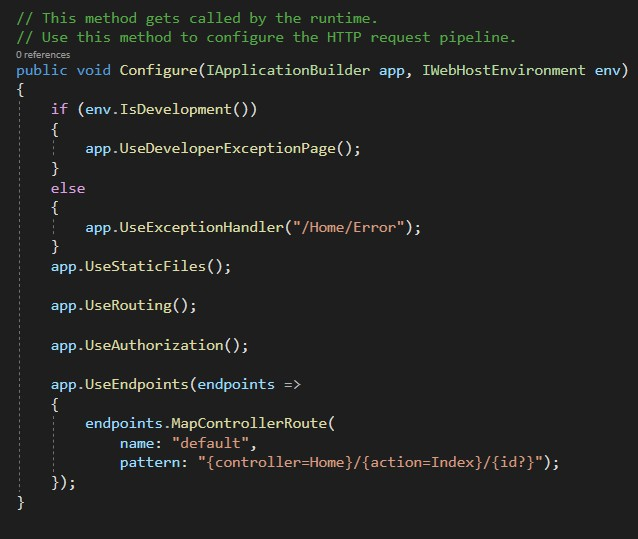 // This method gets called by the runtime.
// Use this method to configure the HTTP request pipeline.
0 references
public void Configure(IApplicationBuilder app, IWebHostEnvironment env)
{
if (env.IsDevelopment())
{
app.UseDeveloperExceptionPage();
}
else
{
app.UseExceptionHandler("/Home/Error");
}
app.UseStaticFiles();
app.UseRouting();
app.UseAuthorization();
app.UseEndpoints(endpoints =>
{
endpoints.MapControllerRoute(
name: "default",
pattern: "{controller=Home}/{action=Index}/{id?}");
});
}